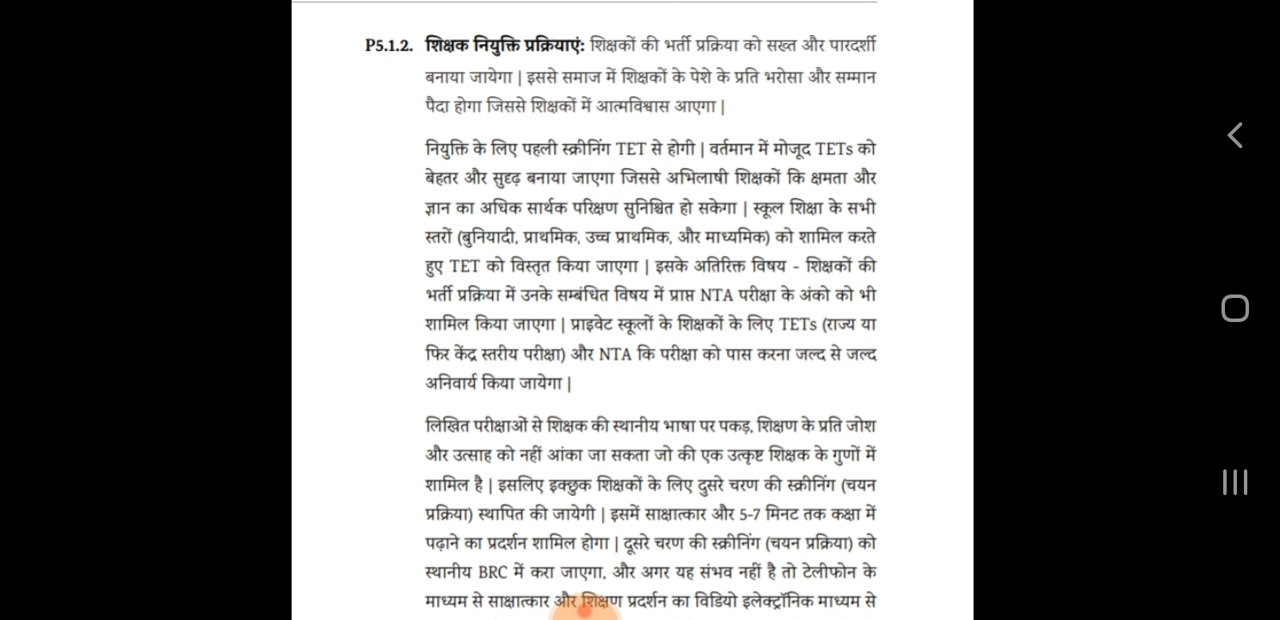 P5.1.2. शिक्षक नियुक्ति प्रक्रियाएं: शिक्षकों की भर्ती प्रक्रिया को सख्त और पारदर्शी
बनाया जायेगा | इससे समाज में शिक्षकों के पेशे के प्रति भरोसा और सम्मान
पैदा होगा जिससे शिक्षकों में आत्मविश्वास आएगा |
नियुक्ति के लिए पहली स्क्रीनिंग TET से होगी | वर्तमान में मोजूद TETs को
बेहतर और सुदृढ़ बनाया जाएगा जिससे अभिलाषी शिक्षकों कि क्षमता और
ज्ञान का अधिक सार्थक परिक्षण सुनिश्चित हो सकेगा | स्कूल शिक्षा के सभी
स्तरों (बुनियादी, प्राथमिक, उच्च प्राथमिक, और माध्यमिक) को शामिल करते
हुए TET को विस्तृत किया जाएगा | इसके अतिरिक्त विषय - शिक्षकों की
भर्ती प्रक्रिया में उनके सम्बंधित विषय में प्राप्त NTA परीक्षा के अंको को भी
शामिल किया जाएगा | प्राइवेट स्कूलों के शिक्षकों के लिए TETs (राज्य या
फिर केंद्र स्तरीय परीक्षा) और NTA कि परीक्षा को पास करना जल्द से जल्द
अनिवार्य किया जायेगा |
लिखित परीक्षाओं से शिक्षक की स्थानीय भाषा पर पकड़, शिक्षण के प्रति जोश
और उत्साह को नहीं आंका जा सकता जो की एक उत्कृष्ट शिक्षक के गुणों में
शामिल है | इसलिए इक्छुक शिक्षकों के लिए दुसरे चरण की स्क्रीनिंग (चयन
प्रक्रिया) स्थापित की जायेगी | इसमें साक्षात्कार और 5-7 मिनट तक कक्षा में
पढ़ाने का प्रदर्शन शामिल होगा | दूसरे चरण की स्क्रीनिंग (चयन प्रक्रिया) को
स्थानीय BRC में करा जाएगा, और अगर यह संभव नहीं है तो टेलीफोन के
माध्यम से साक्षात्कार और शिक्षण प्रदर्शन का विडियो इलेक्ट्रॉनिक माध्यम से